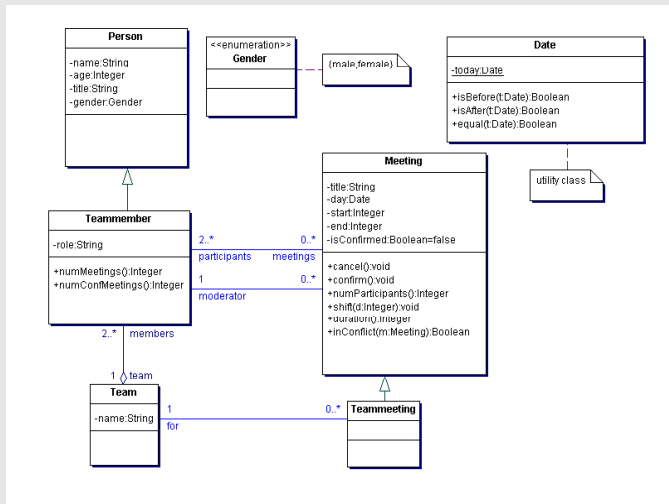 Person
-name:String
-age:Integer
-title:String
-gender:Gender
<<enumeration>>
Gender
{male,female}
Date
-today:Date
+isBefore(t:Date):Boolean
+isAfter(t:Date):Boolean
+equal(t:Date):Boolean
utility class
Meeting
-title:String
-day:Date
-start:Integer
-end:Integer
-isConfirmed:Boolean=false
+cancel():void
+confirm():void
+numParticipants():Integer
+shift(d:Integer):void
+duration():Integer
+inConflict(m:Meeting):Boolean
Teammember
-role:String
+numMeetings():Integer
+numConfMeetings():Integer
2..* 0..*
participants meetings
1 0..*
moderator
2..* members
1 team
Team
-name:String
1 0..*
for
Teammeeting